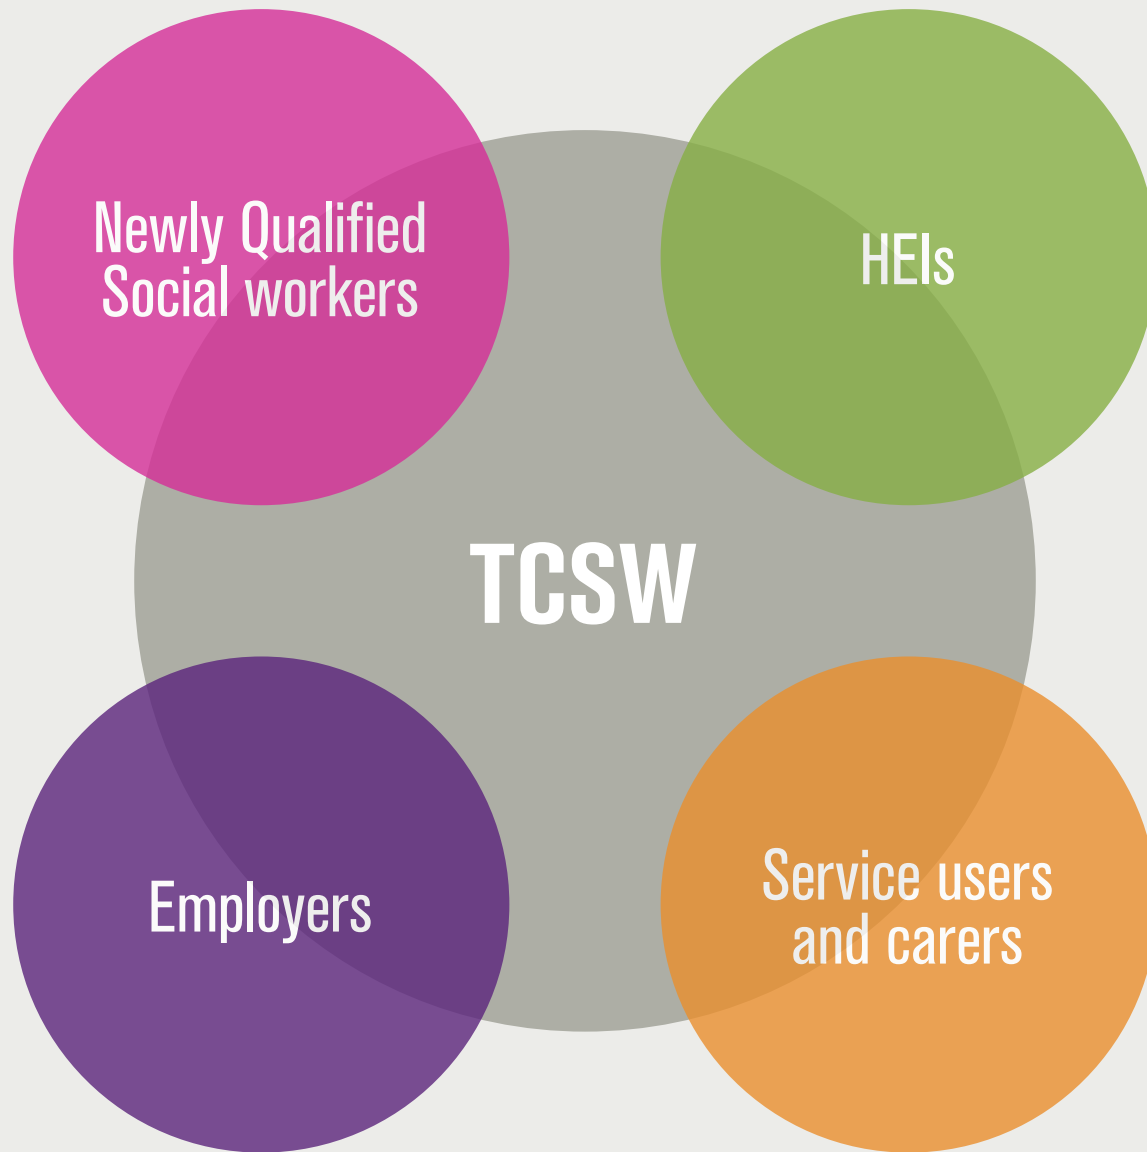 Newly Qualified
Social workers
HEIs
TCSW
Employers
Service users
and carers